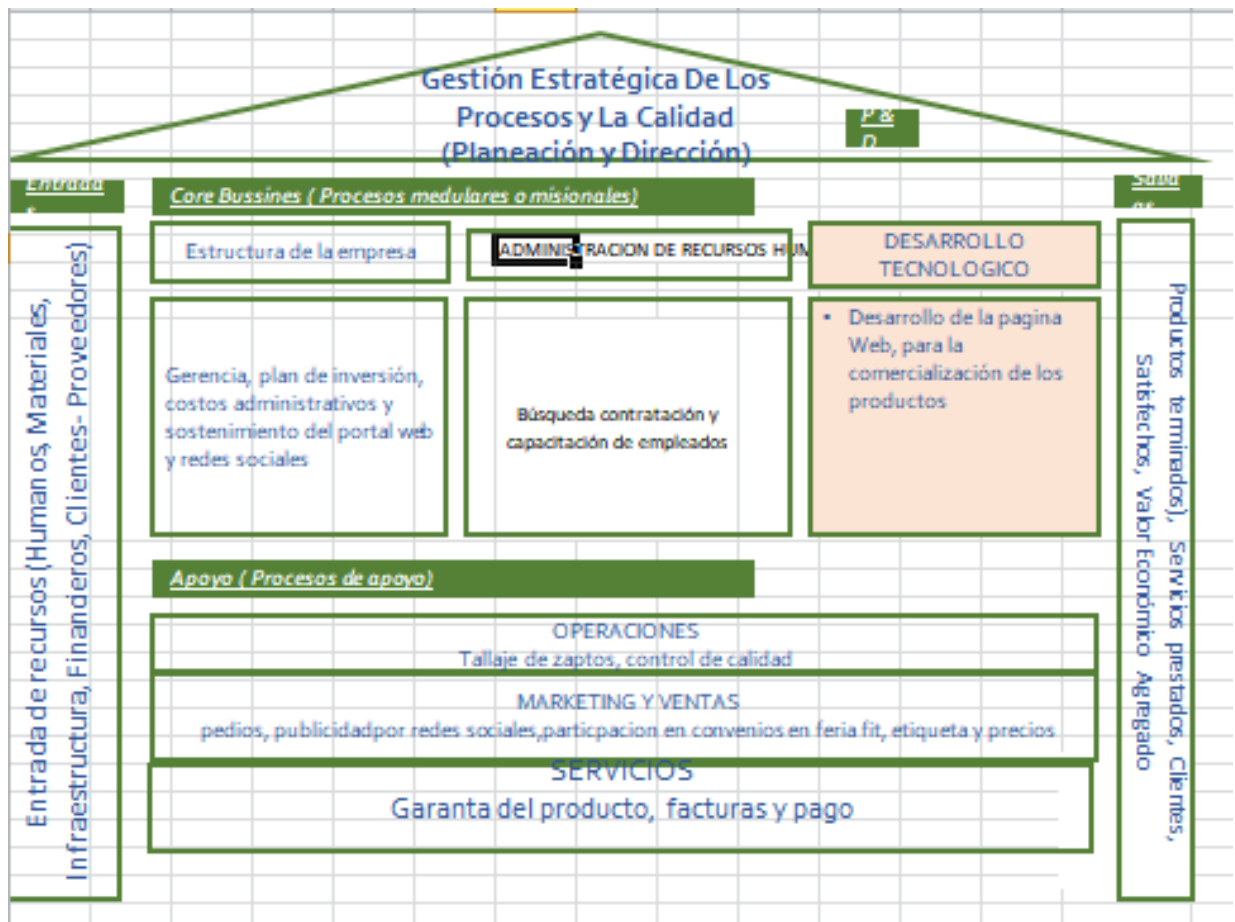 Gestión Estratégica De Los
Procesos y La Calidad
(Planeación y Dirección)
P &
D
Entrada
s
Core Bussines ( Procesos medulares o misionales)
Salid
as
Estructura de la empresa
ADMINISTRACION DE RECURSOS HUM
DESARROLLO
TECNOLOGICO
Entrada de recursos (Humanos, Materiales,
Infraestructura, Financieros, Clientes- Proveedores)
Gerencia, plan de inversión,
costos administrativos y
sostenimiento del portal web
y redes sociales
Búsqueda contratación y
capacitación de empleados
• Desarrollo de la pagina
Web, para la
comercialización de los
productos
Productos terminados), Servicios prestados, Clientes,
Satisfechos, Valor Económico Agregado
Apoyo ( Procesos de apoyo)
OPERACIONES
Tallaje de zaptos, control de calidad
MARKETING Y VENTAS
pedios, publicidadpor redes sociales,particpacion en convenios en feria fit, etiqueta y precios
SERVICIOS
Garanta del producto, facturas y pago